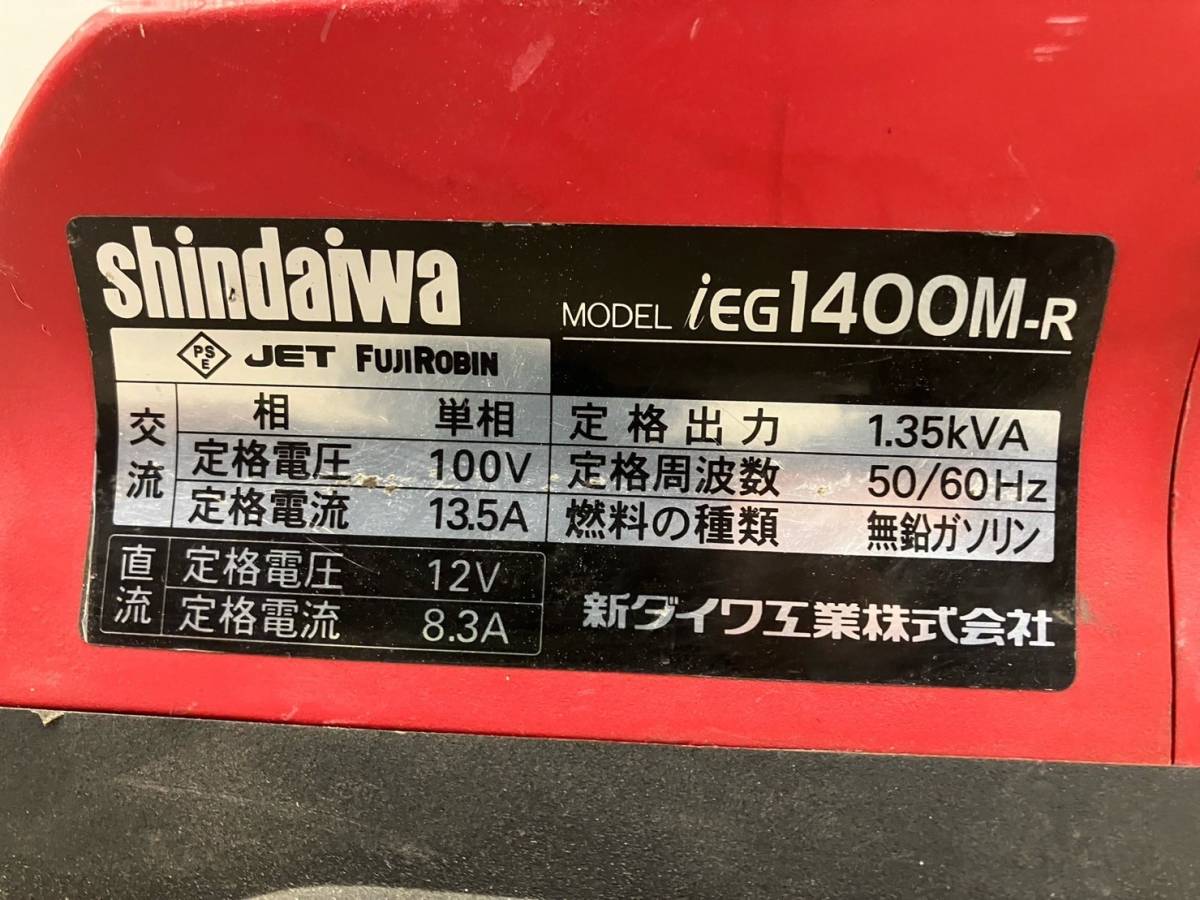 shindaiwa
MODEL iEG1400M-R
PSE JET FUJIROBIN
交流
相 単相 定格出力 1.35kVA
定格電圧 100V 定格周波数 50/60Hz
定格電流 13.5A 燃料の種類 無鉛ガソリン
直流
定格電圧 12V
定格電流 8.3A
新ダイワ工業株式会社